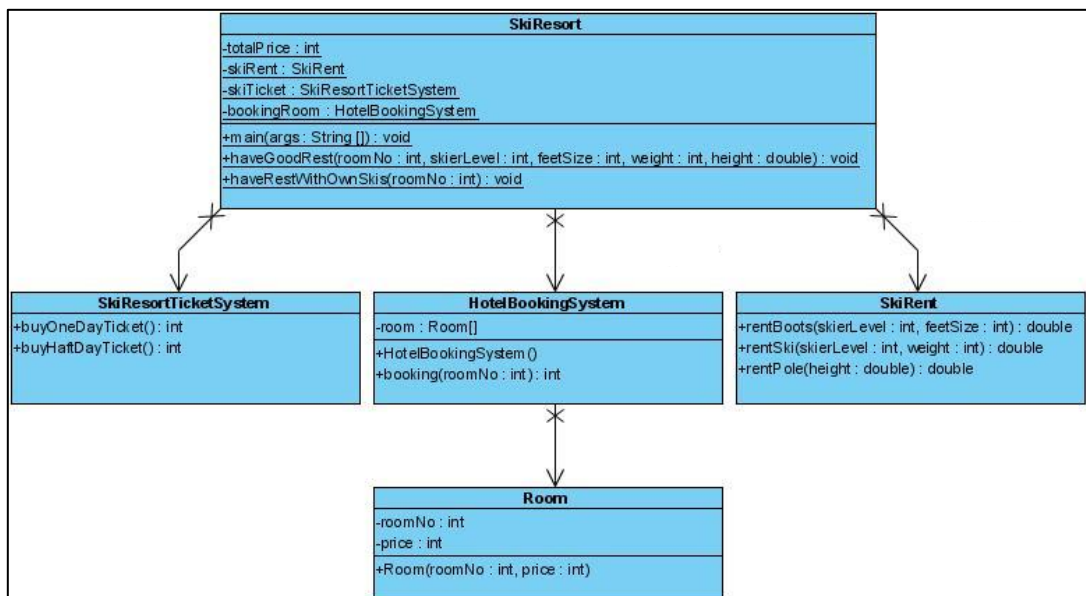 SkiResort
-totalPrice : int
-skiRent : SkiRent
-skiTicket : SkiResortTicketSystem
-bookingRoom : HotelBookingSystem
+main(args : String []) : void
+haveGoodRest(roomNo : int, skierLevel : int, feetSize : int, weight : int, height : double) : void
+haveRestWithOwnSkis(roomNo : int) : void
SkiResortTicketSystem
+buyOneDayTicket() : int
+buyHaftDayTicket() : int
HotelBookingSystem
-room : Room[]
+HotelBookingSystem()
+booking(roomNo : int) : int
SkiRent
+rentBoots(skierLevel : int, feetSize : int) : double
+rentSki(skierLevel : int, weight : int) : double
+rentPole(height : double) : double
Room
-roomNo : int
-price : int
+Room(roomNo : int, price : int)